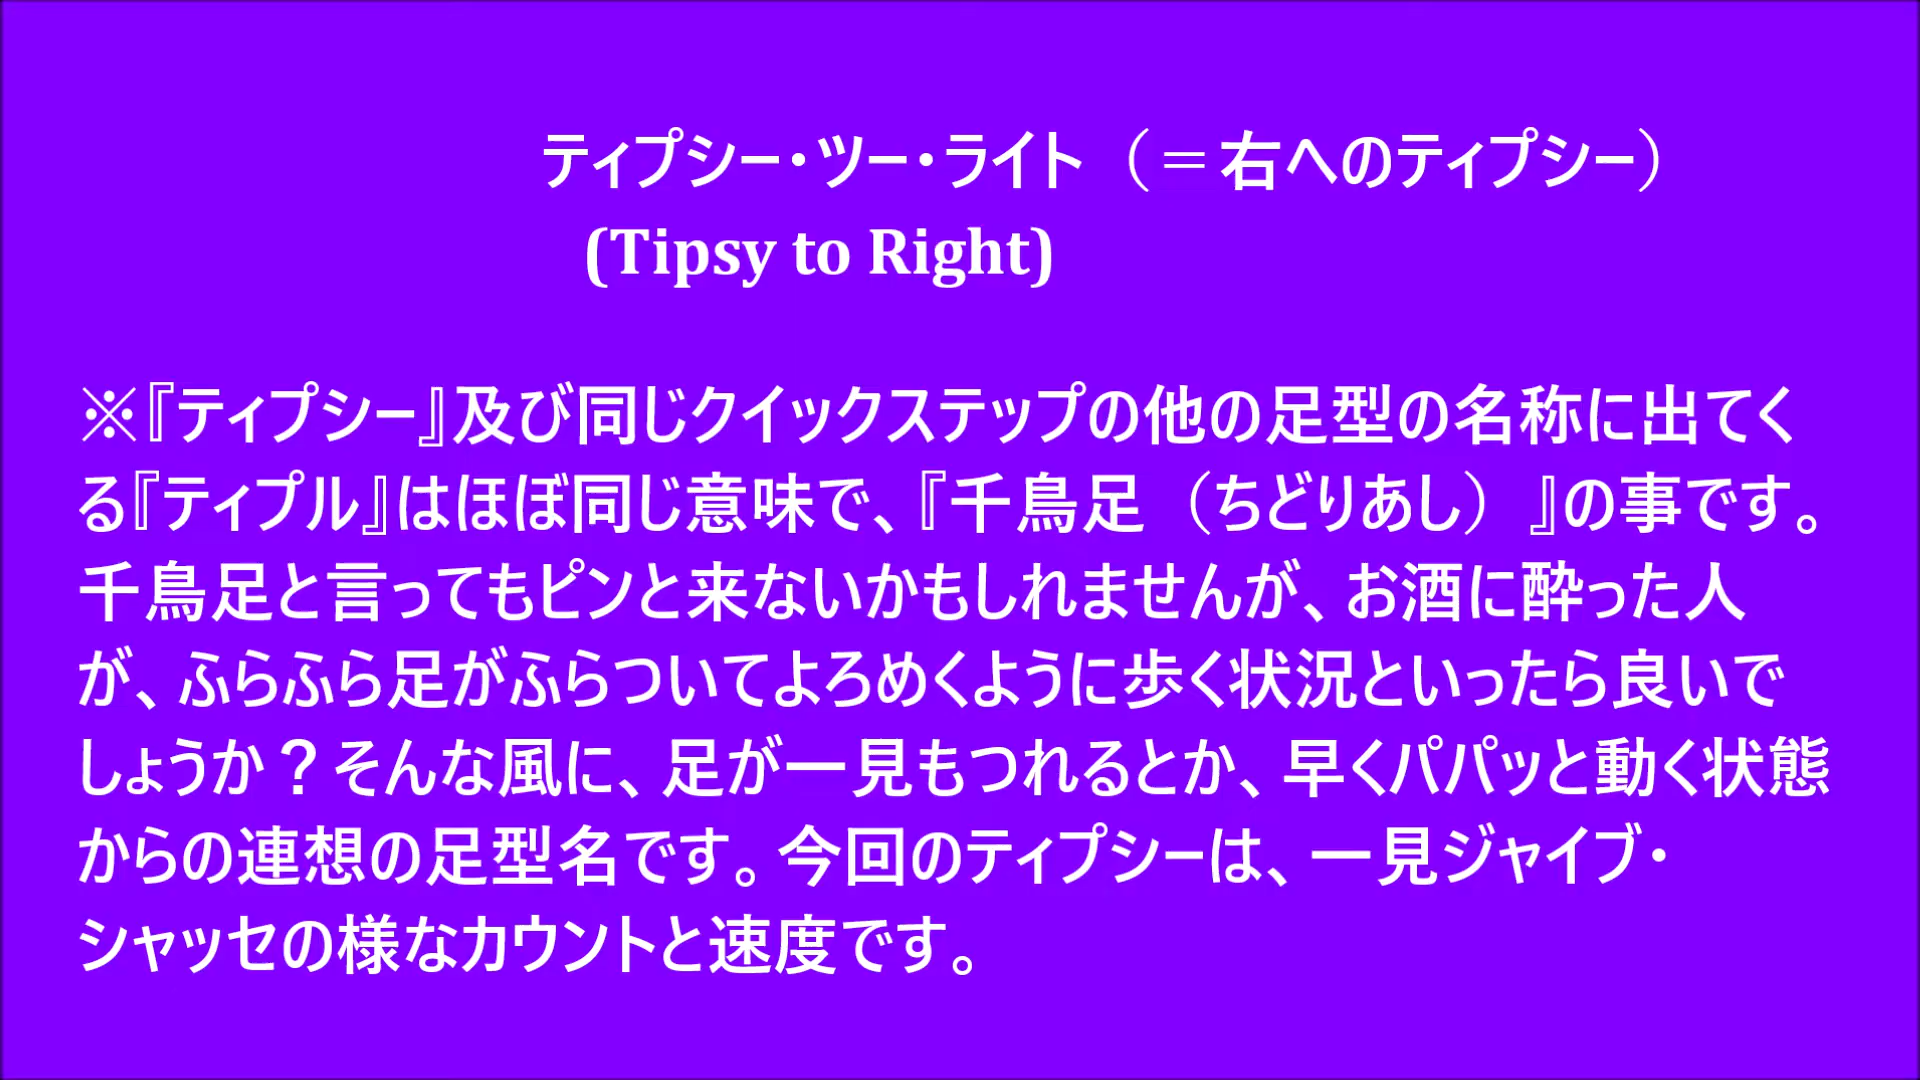 ティプシー・ツー・ライト（＝右へのティプシー）
(Tipsy to Right)
※『ティプシー』及び同じクイックステップの他の足型の名称に出てく
る『ティプル』はほぼ同じ意味で、『千鳥足（ちどりあし）』の事です。
千鳥足と言ってもピンと来ないかもしれませんが、お酒に酔った人
が、ふらふら足がふらついてよろめくように歩く状況といったら良いで
しょうか？そんな風に、足が一見もつれるとか、早くパパッと動く状態
からの連想の足型名です。今回のティプシーは、一見ジャイブ・
シャッセの様なカウントと速度です。